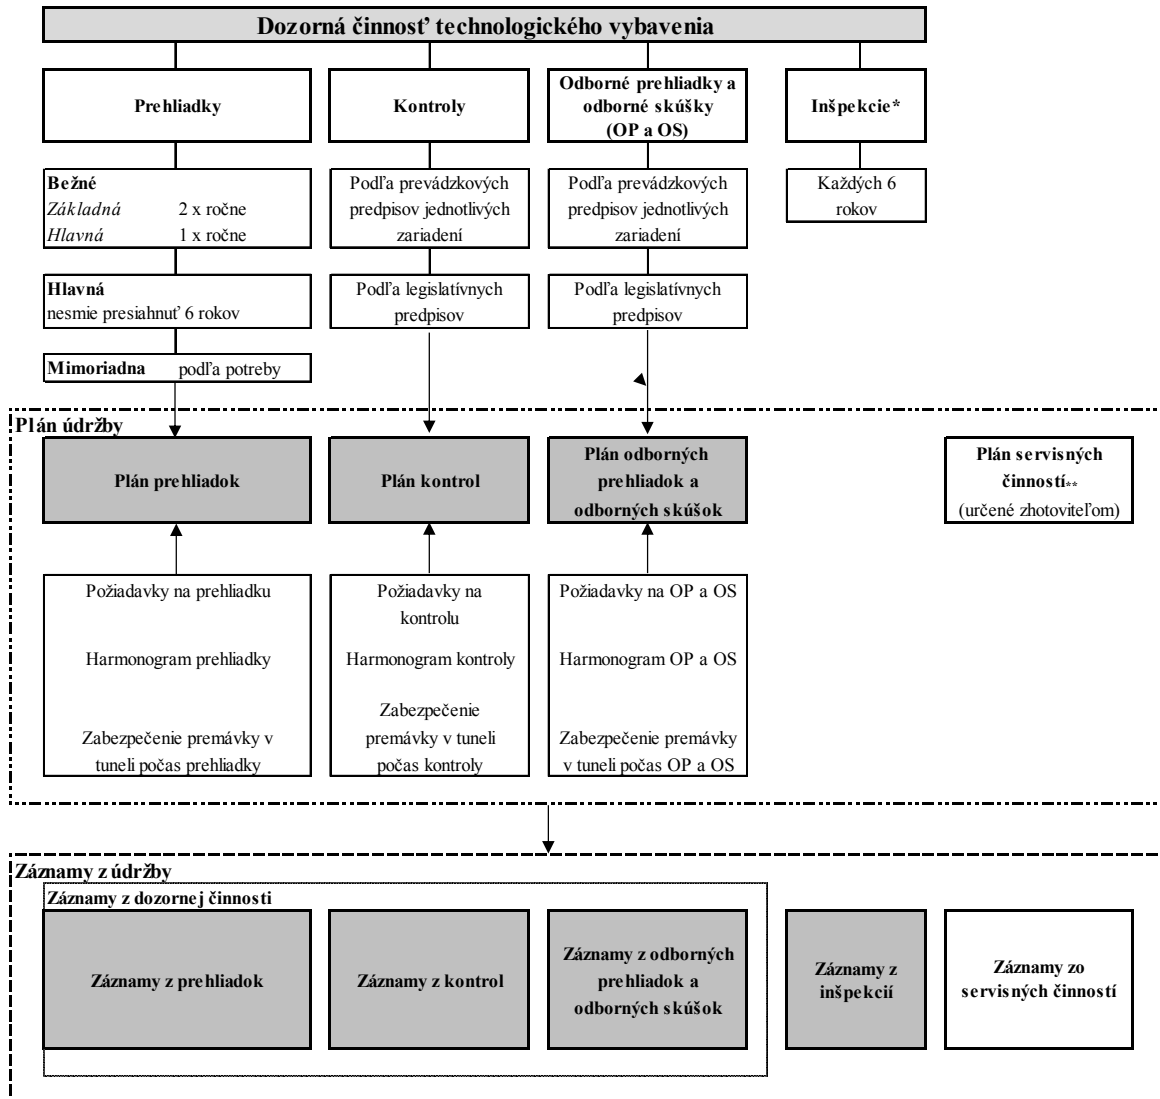 Dozorná činnosť technologického vybavenia
Prehliadky
Kontroly
Odborné prehliadky a
odborné skúšky
(OP a OS)
Inšpekcie*
Bežné
Základná 2 x ročne
Hlavná 1 x ročne
Podľa prevádzkových
predpisov jednotlivých
zariadení
Podľa prevádzkových
predpisov jednotlivých
zariadení
Každých 6
rokov
Hlavná
nesmie presiahnuť 6 rokov
Podľa legislatívnych
predpisov
Podľa legislatívnych
predpisov
Mimoriadna podľa potreby
Plán údržby
Plán prehliadok
Plán kontrol
Plán odborných
prehliadok a
odborných skúšok
Plán servisných
činností**
(určené zhotoviteľom)
Požiadavky na prehliadku
Harmonogram prehliadky
Zabezpečenie premávky v
tuneli počas prehliadky
Požiadavky na
kontrolu
Harmonogram kontroly
Zabezpečenie
premávky v tuneli
počas kontroly
Požiadavky na OP a OS
Harmonogram OP a OS
Zabezpečenie premávky
v tuneli počas OP a OS
Záznamy z údržby
Záznamy z dozornej činnosti
Záznamy z prehliadok
Záznamy z kontrol
Záznamy z odborných
prehliadok a
odborných skúšok
Záznamy z
inšpekcií
Záznamy zo
servisných činností